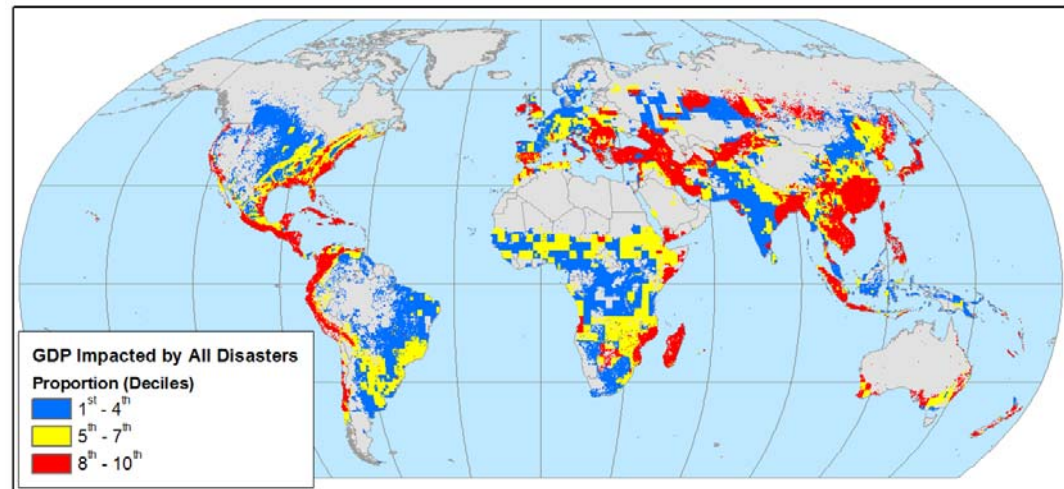 GDP Impacted by All Disasters
Proportion (Deciles)
1st - 4th
5th - 7th
8th - 10th